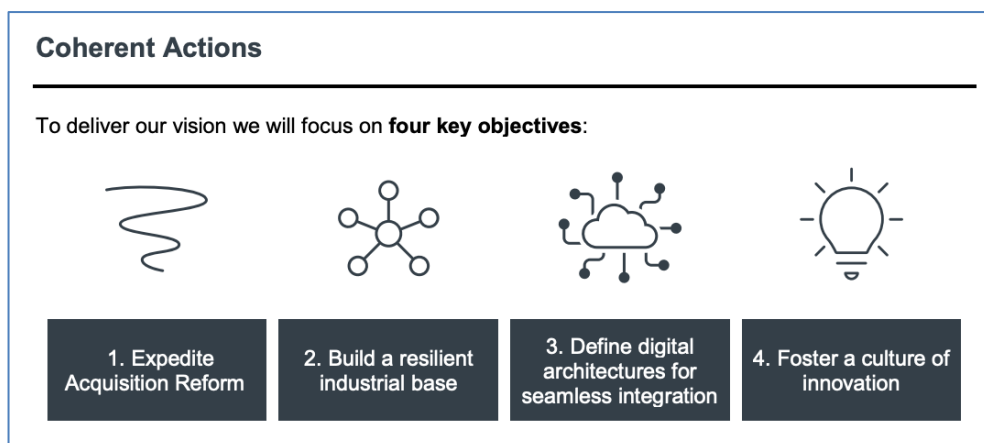 Coherent Actions
To deliver our vision we will focus on four key objectives:
1. Expedite
Acquisition Reform
2. Build a resilient
industrial base
3. Define digital
architectures for
seamless integration
4. Foster a culture of
innovation